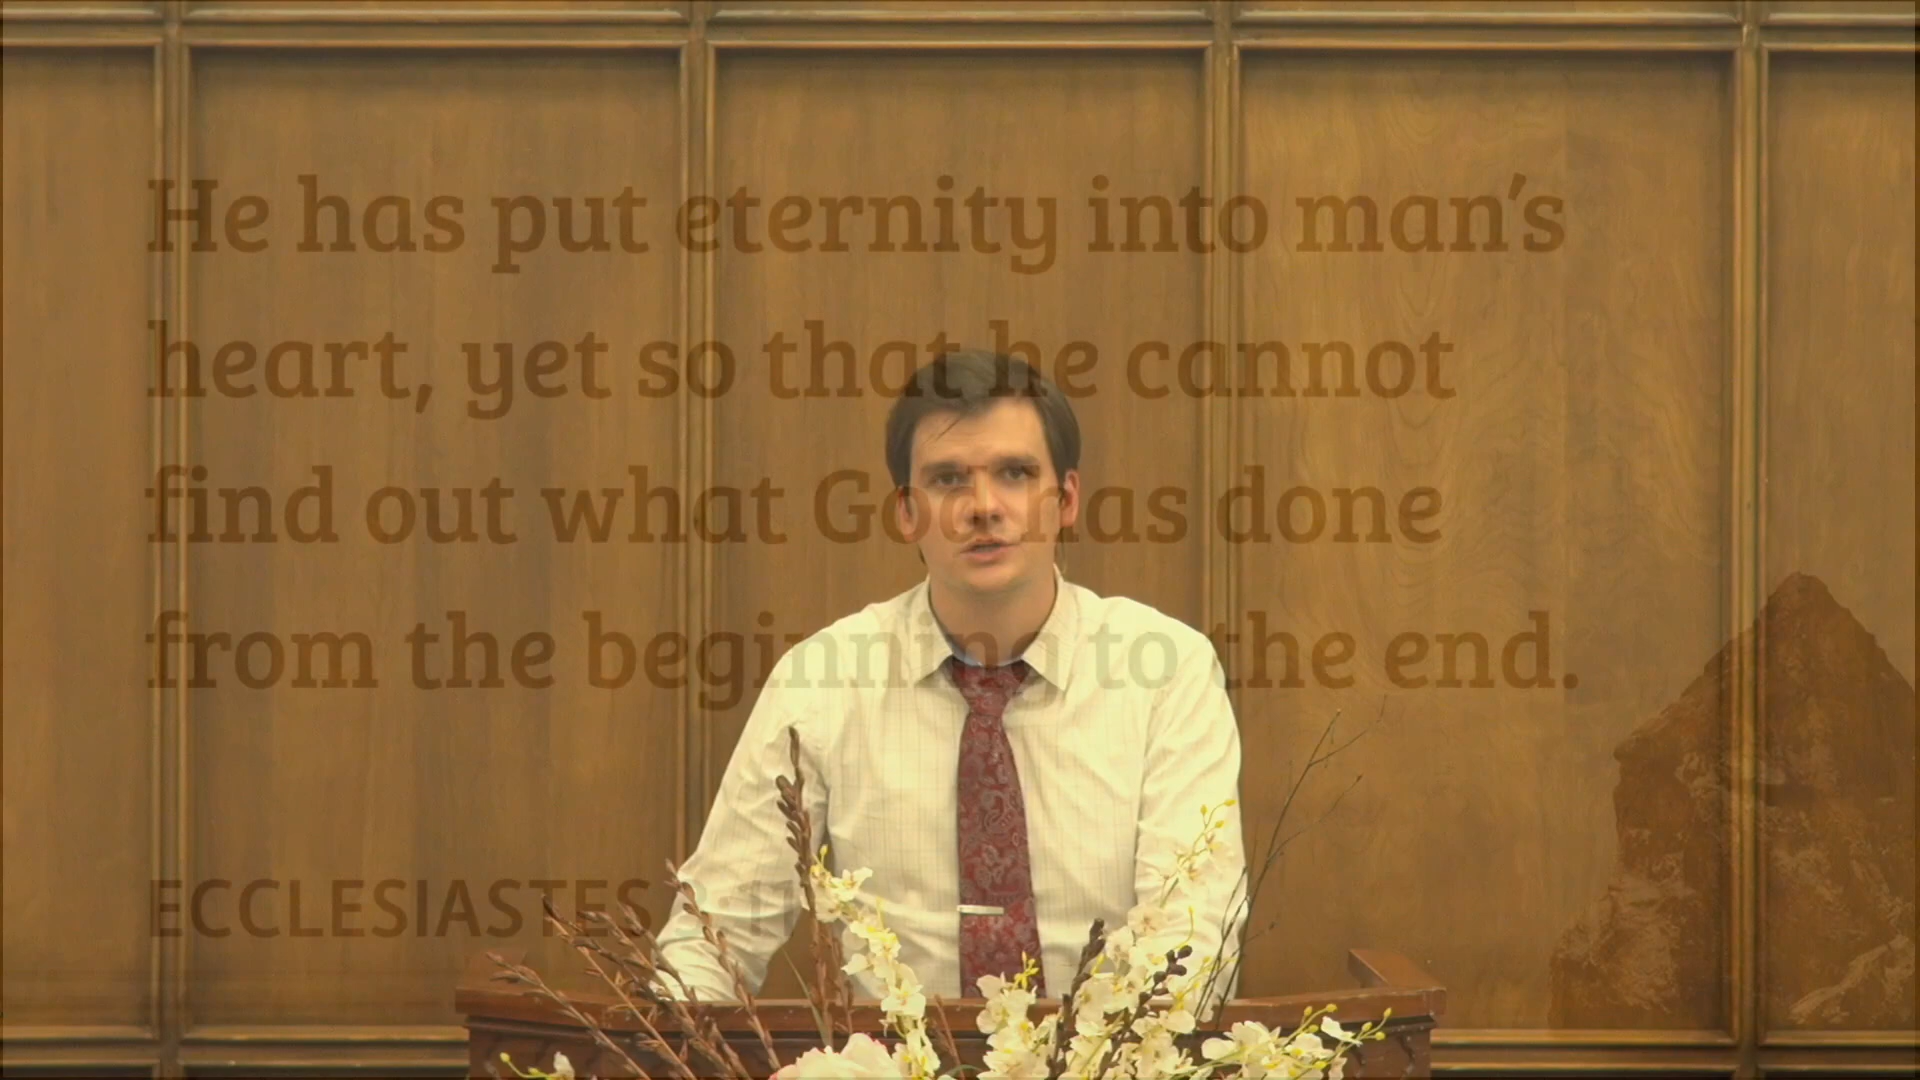 He has put eternity into man's
heart, yet so that he cannot
find out what God has done
from the beginning to the end.
ECCLESIASTES